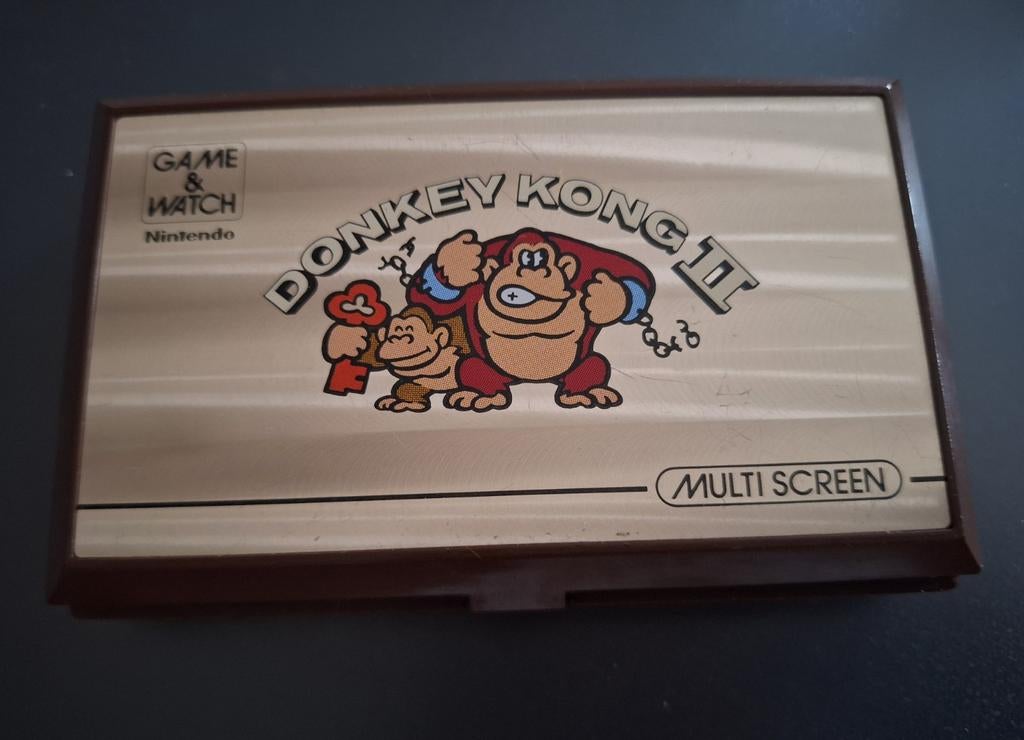 GAME
&
WATCH
Nintendo
DONKEY KONG II
MULTI SCREEN